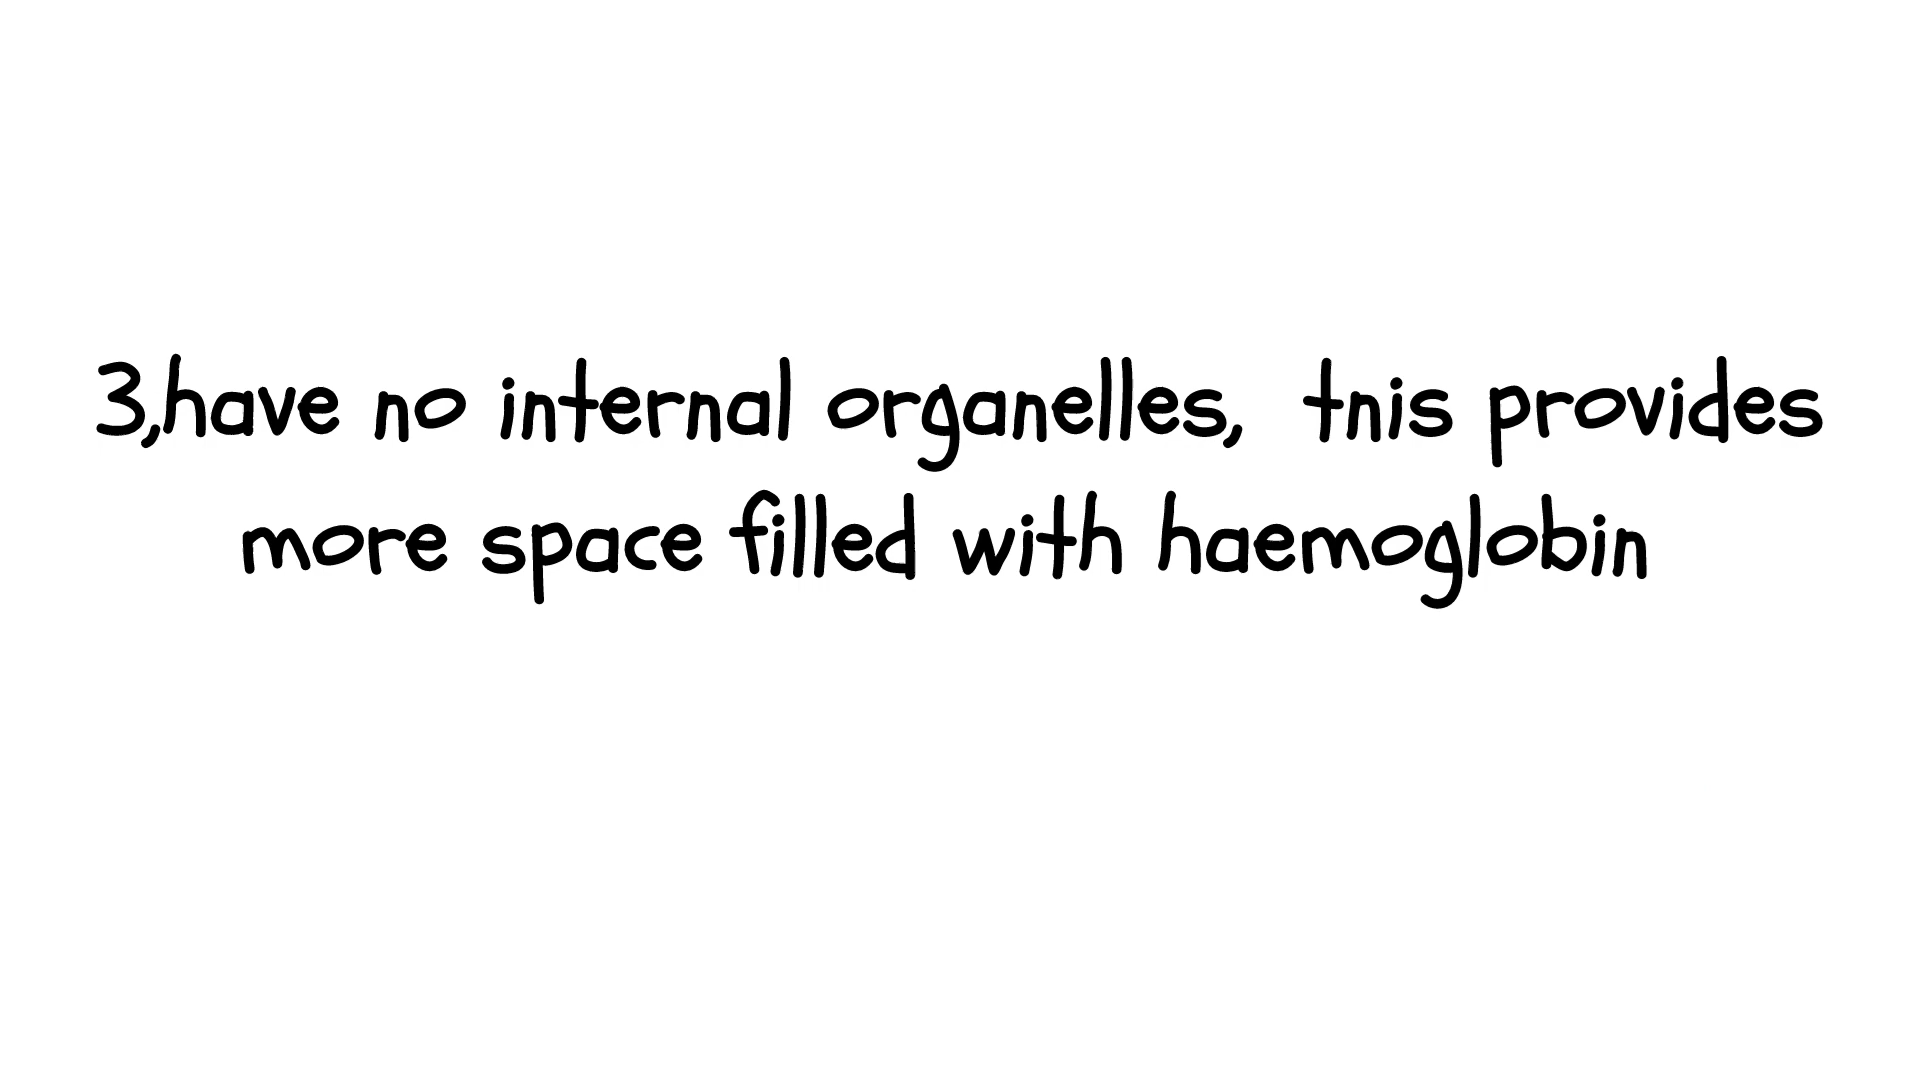 3,have no internal organelles,  tnis provides
more space filled with haemoglobin